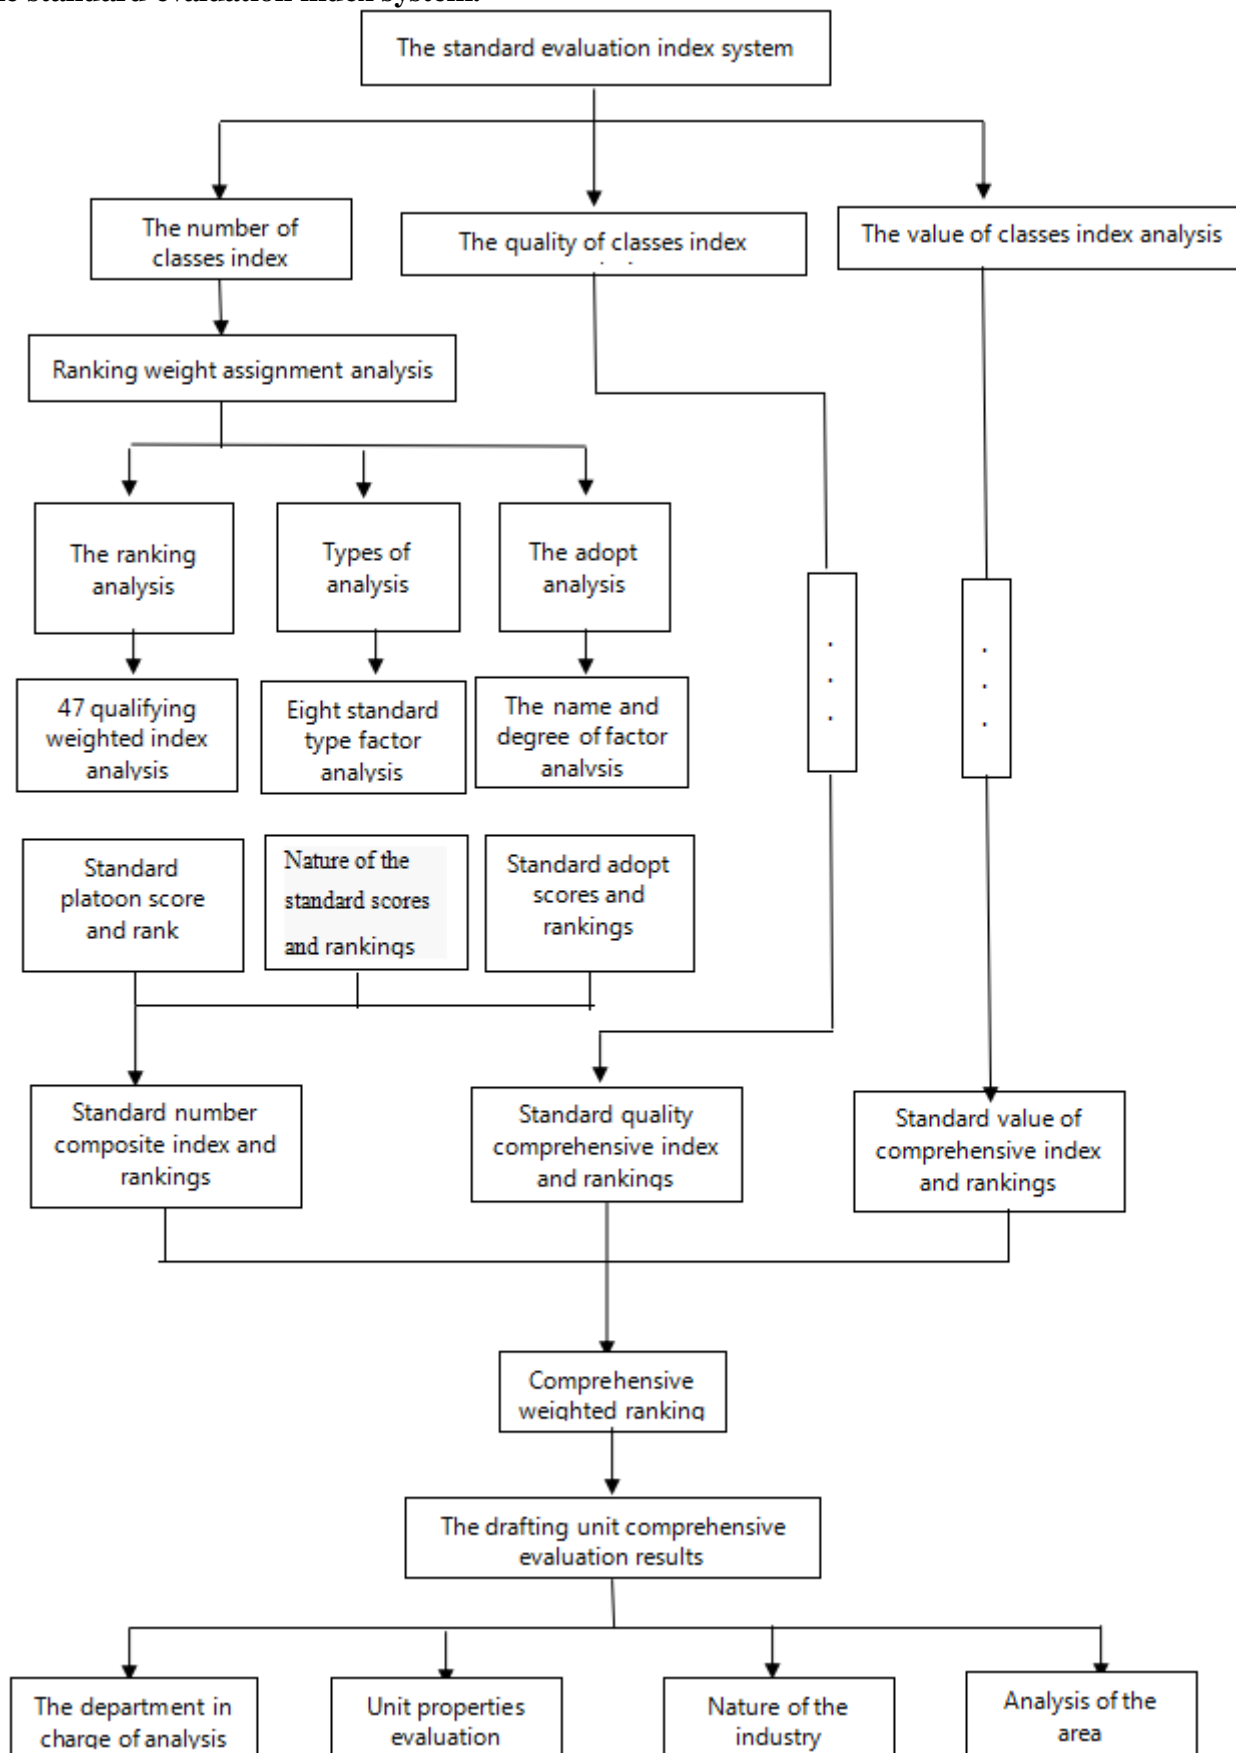 e standard evaluation index system.
The standard evaluation index system
The number of
classes index
The quality of classes index
The value of classes index analysis
Ranking weight assignment analysis
The ranking
analysis
Types of
analysis
The adopt
analysis
47 qualifying
weighted index
analysis
Eight standard
type factor
analysis
The name and
degree of factor
analysis
.
.
.
.
.
.
Standard
platoon score
and rank
Nature of the
standard scores
and rankings
Standard adopt
scores and
rankings
Standard number
composite index and
rankings
Standard quality
comprehensive index
and rankings
Standard value of
comprehensive index
and rankings
Comprehensive
weighted ranking
The drafting unit comprehensive
evaluation results
The department in
charge of analysis
Unit properties
evaluation
Nature of the
industry
Analysis of the
area